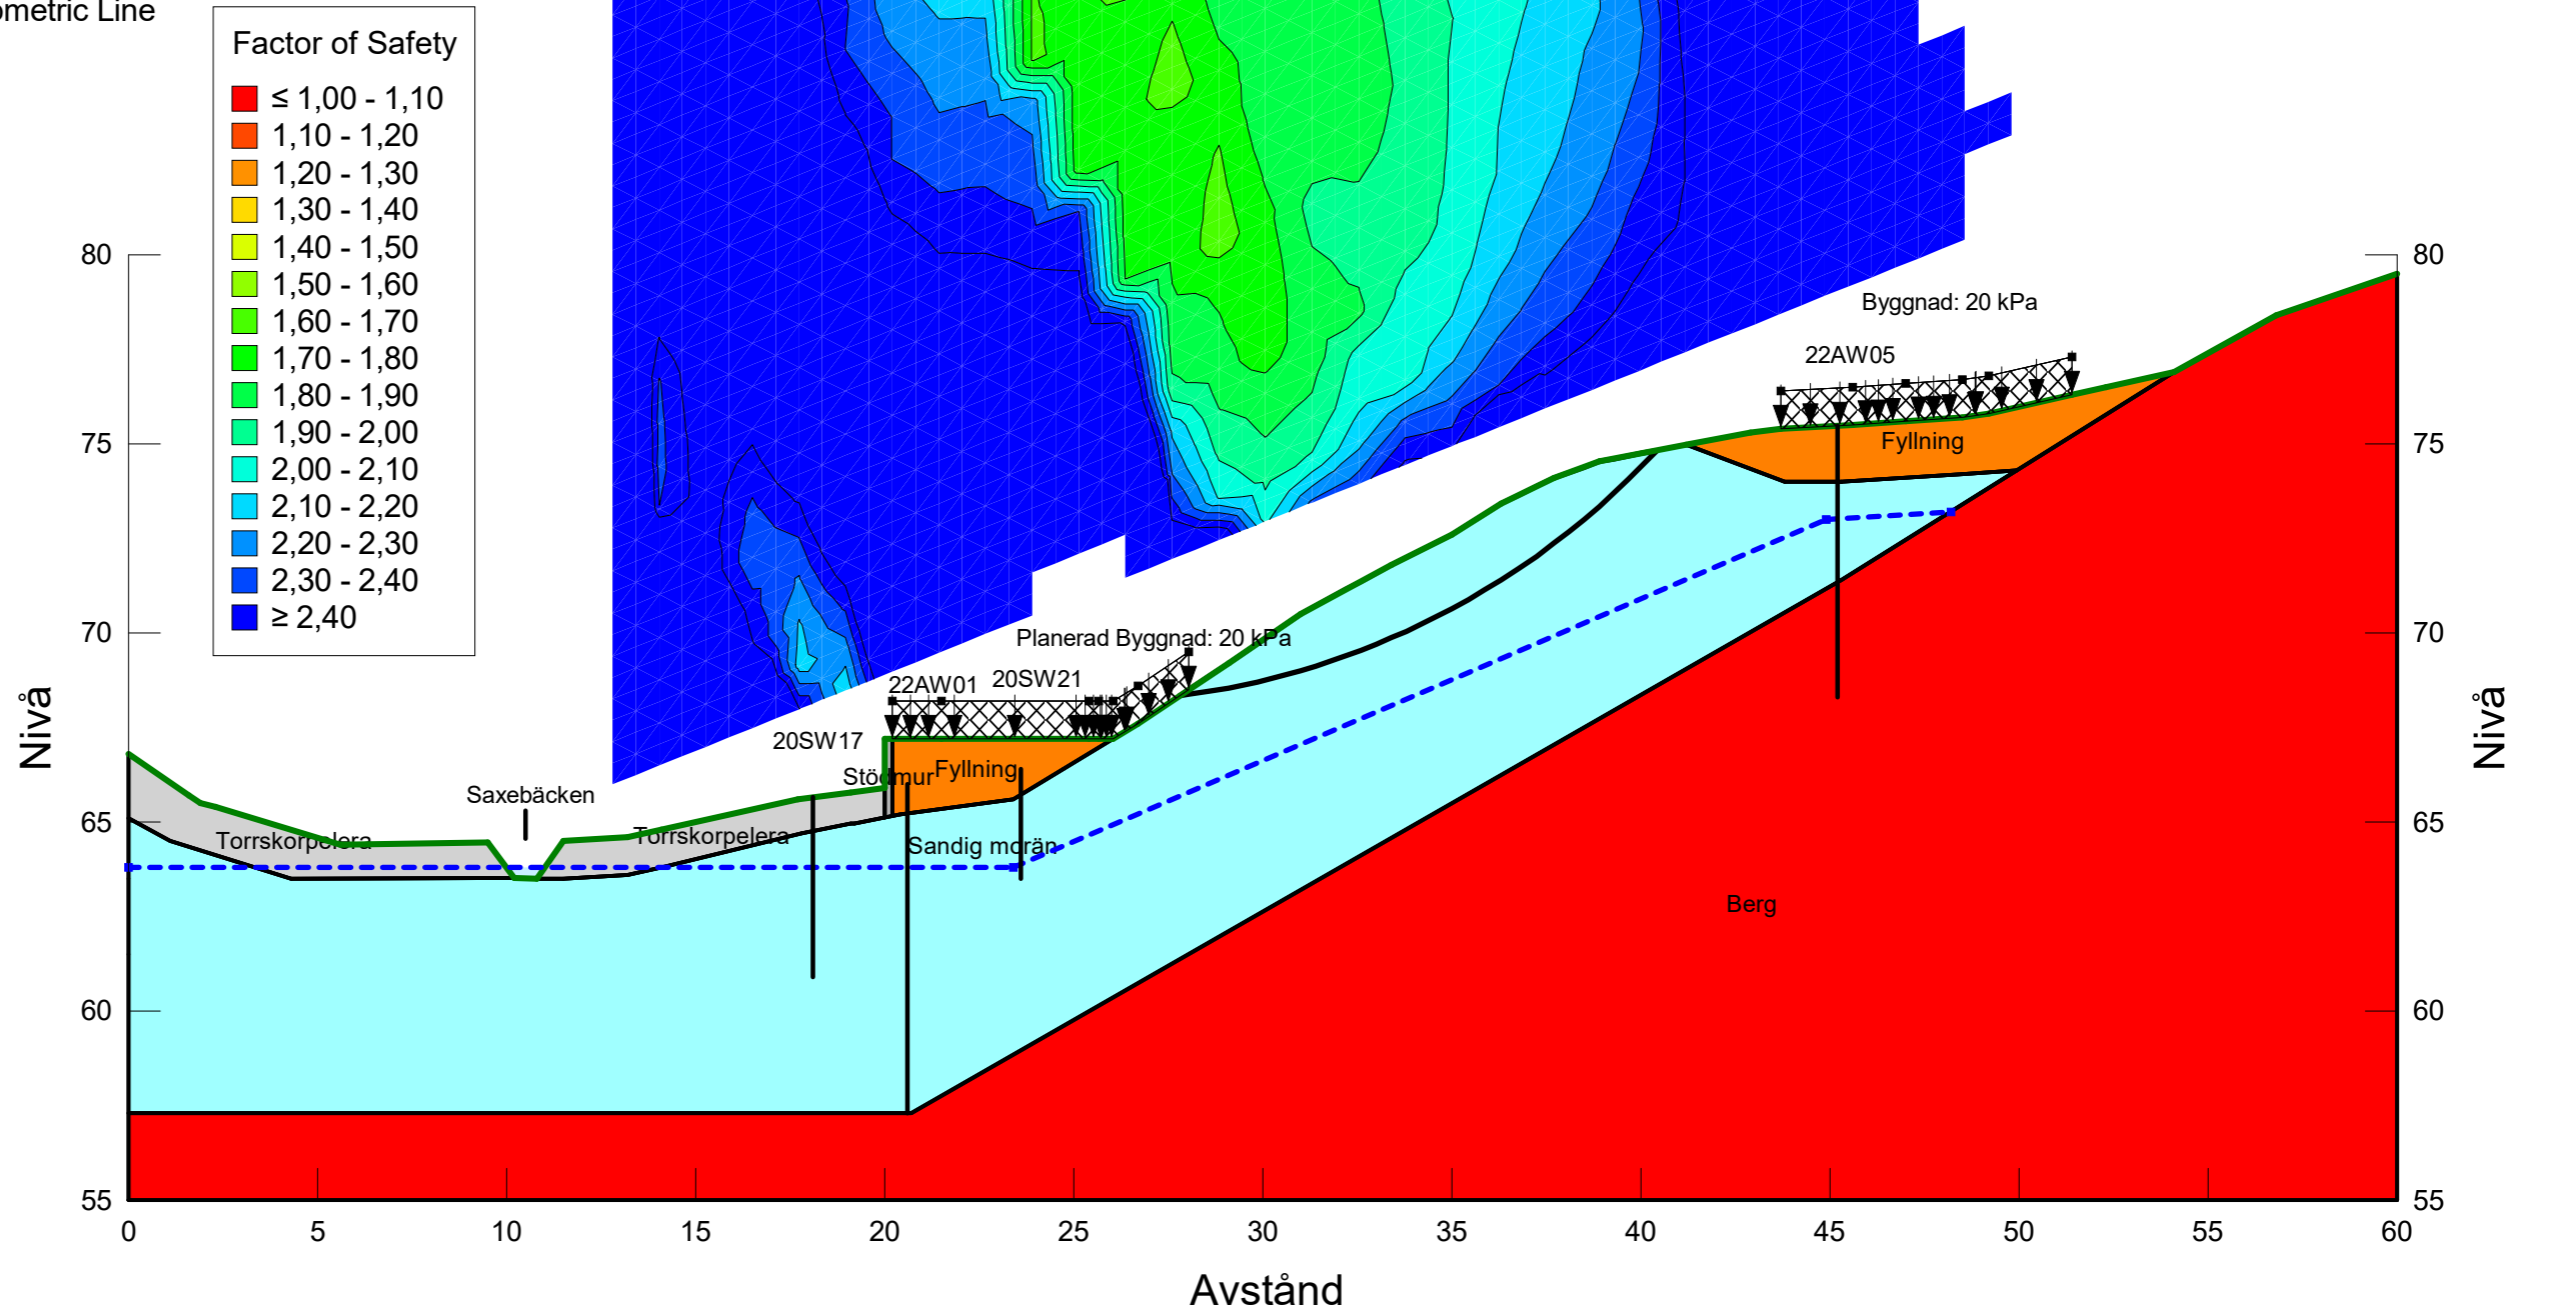 ometric Line
Factor of Safety
≤ 1,00 - 1,10
1,10 - 1,20
1,20 - 1,30
1,30 - 1,40
1,40 - 1,50
1,50 - 1,60
1,60 - 1,70
1,70 - 1,80
1,80 - 1,90
1,90 - 2,00
2,00 - 2,10
2,10 - 2,20
2,20 - 2,30
2,30 - 2,40
≥ 2,40
80
75
70
65
60
55
Nivå
80
75
70
65
60
55
Nivå
Byggnad: 20 kPa
22AW05
Fyllning
Planerad Byggnad: 20 kPa
22AW01
20SW21
20SW17
Stödmur
Fyllning
Saxebäcken
Torrskorpelera
Torrskorpelera
Sandig morän
Berg
0 5 10 15 20 25 30 35 40 45 50 55 60
Avstånd